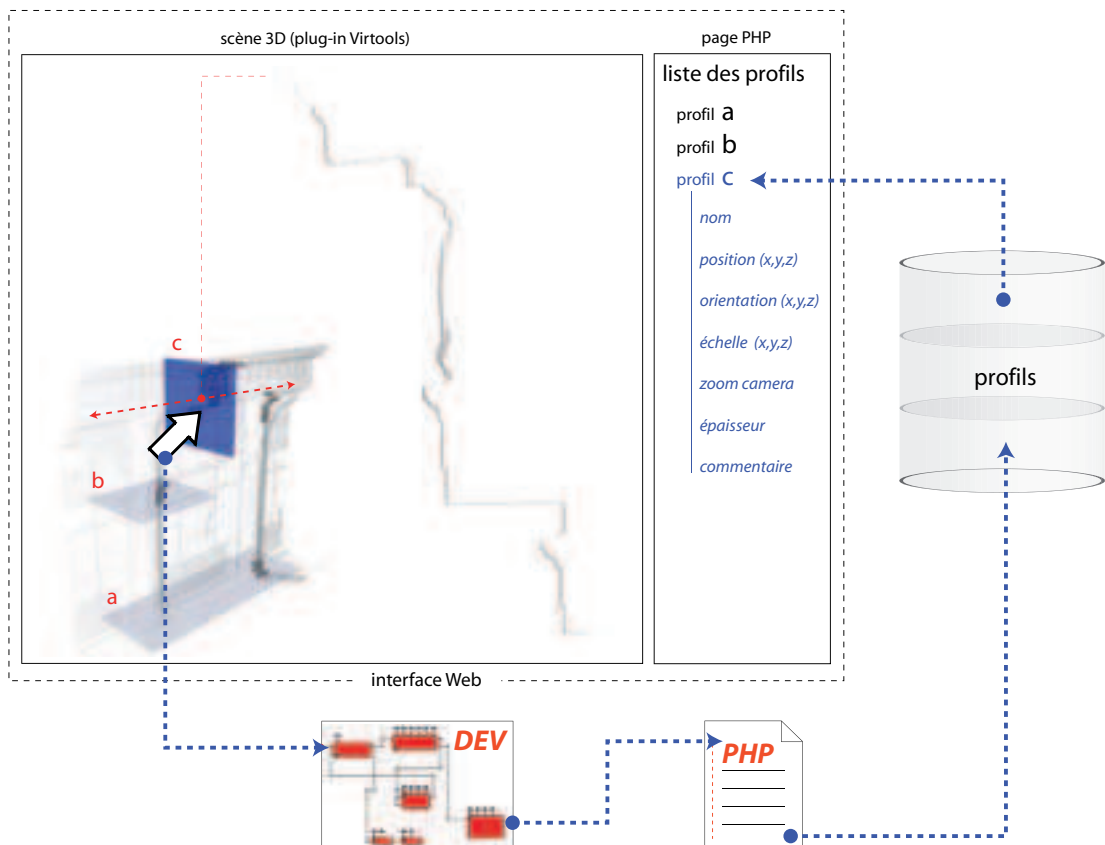 scène 3D (plug-in Virtools)
page PHP
liste des profils
profil a
profil b
profil c
nom
position (x,y,z)
orientation (x,y,z)
échelle (x,y,z)
zoom camera
épaisseur
commentaire
c
b
a
profils
interface Web
DEV
PHP